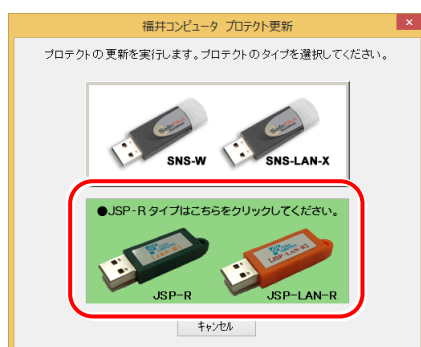 福井コンピュータ プロテクト更新
×
プロテクトの更新を実行します。プロテクトのタイプを選択してください。
SNS-W SNS-LAN-X
●JSP-Rタイプはこちらをクリックしてください。
[JSP-R] [JSP-LAN-R]
JSP-R JSP-LAN-R
キャンセル